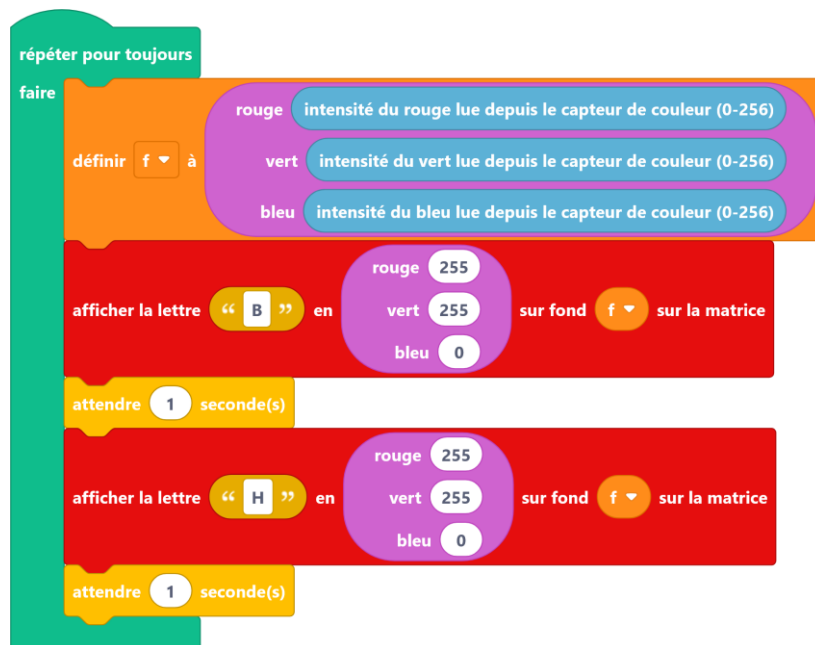 répéter pour toujours
faire
rouge intensité du rouge lue depuis le capteur de couleur (0-256)
définir f à vert intensité du vert lue depuis le capteur de couleur (0-256)
bleu intensité du bleu lue depuis le capteur de couleur (0-256)
rouge 255
afficher la lettre “ B ” en vert 255 sur fond f sur la matrice
bleu 0
attendre 1 seconde(s)
rouge 255
afficher la lettre “ H ” en vert 255 sur fond f sur la matrice
bleu 0
attendre 1 seconde(s)